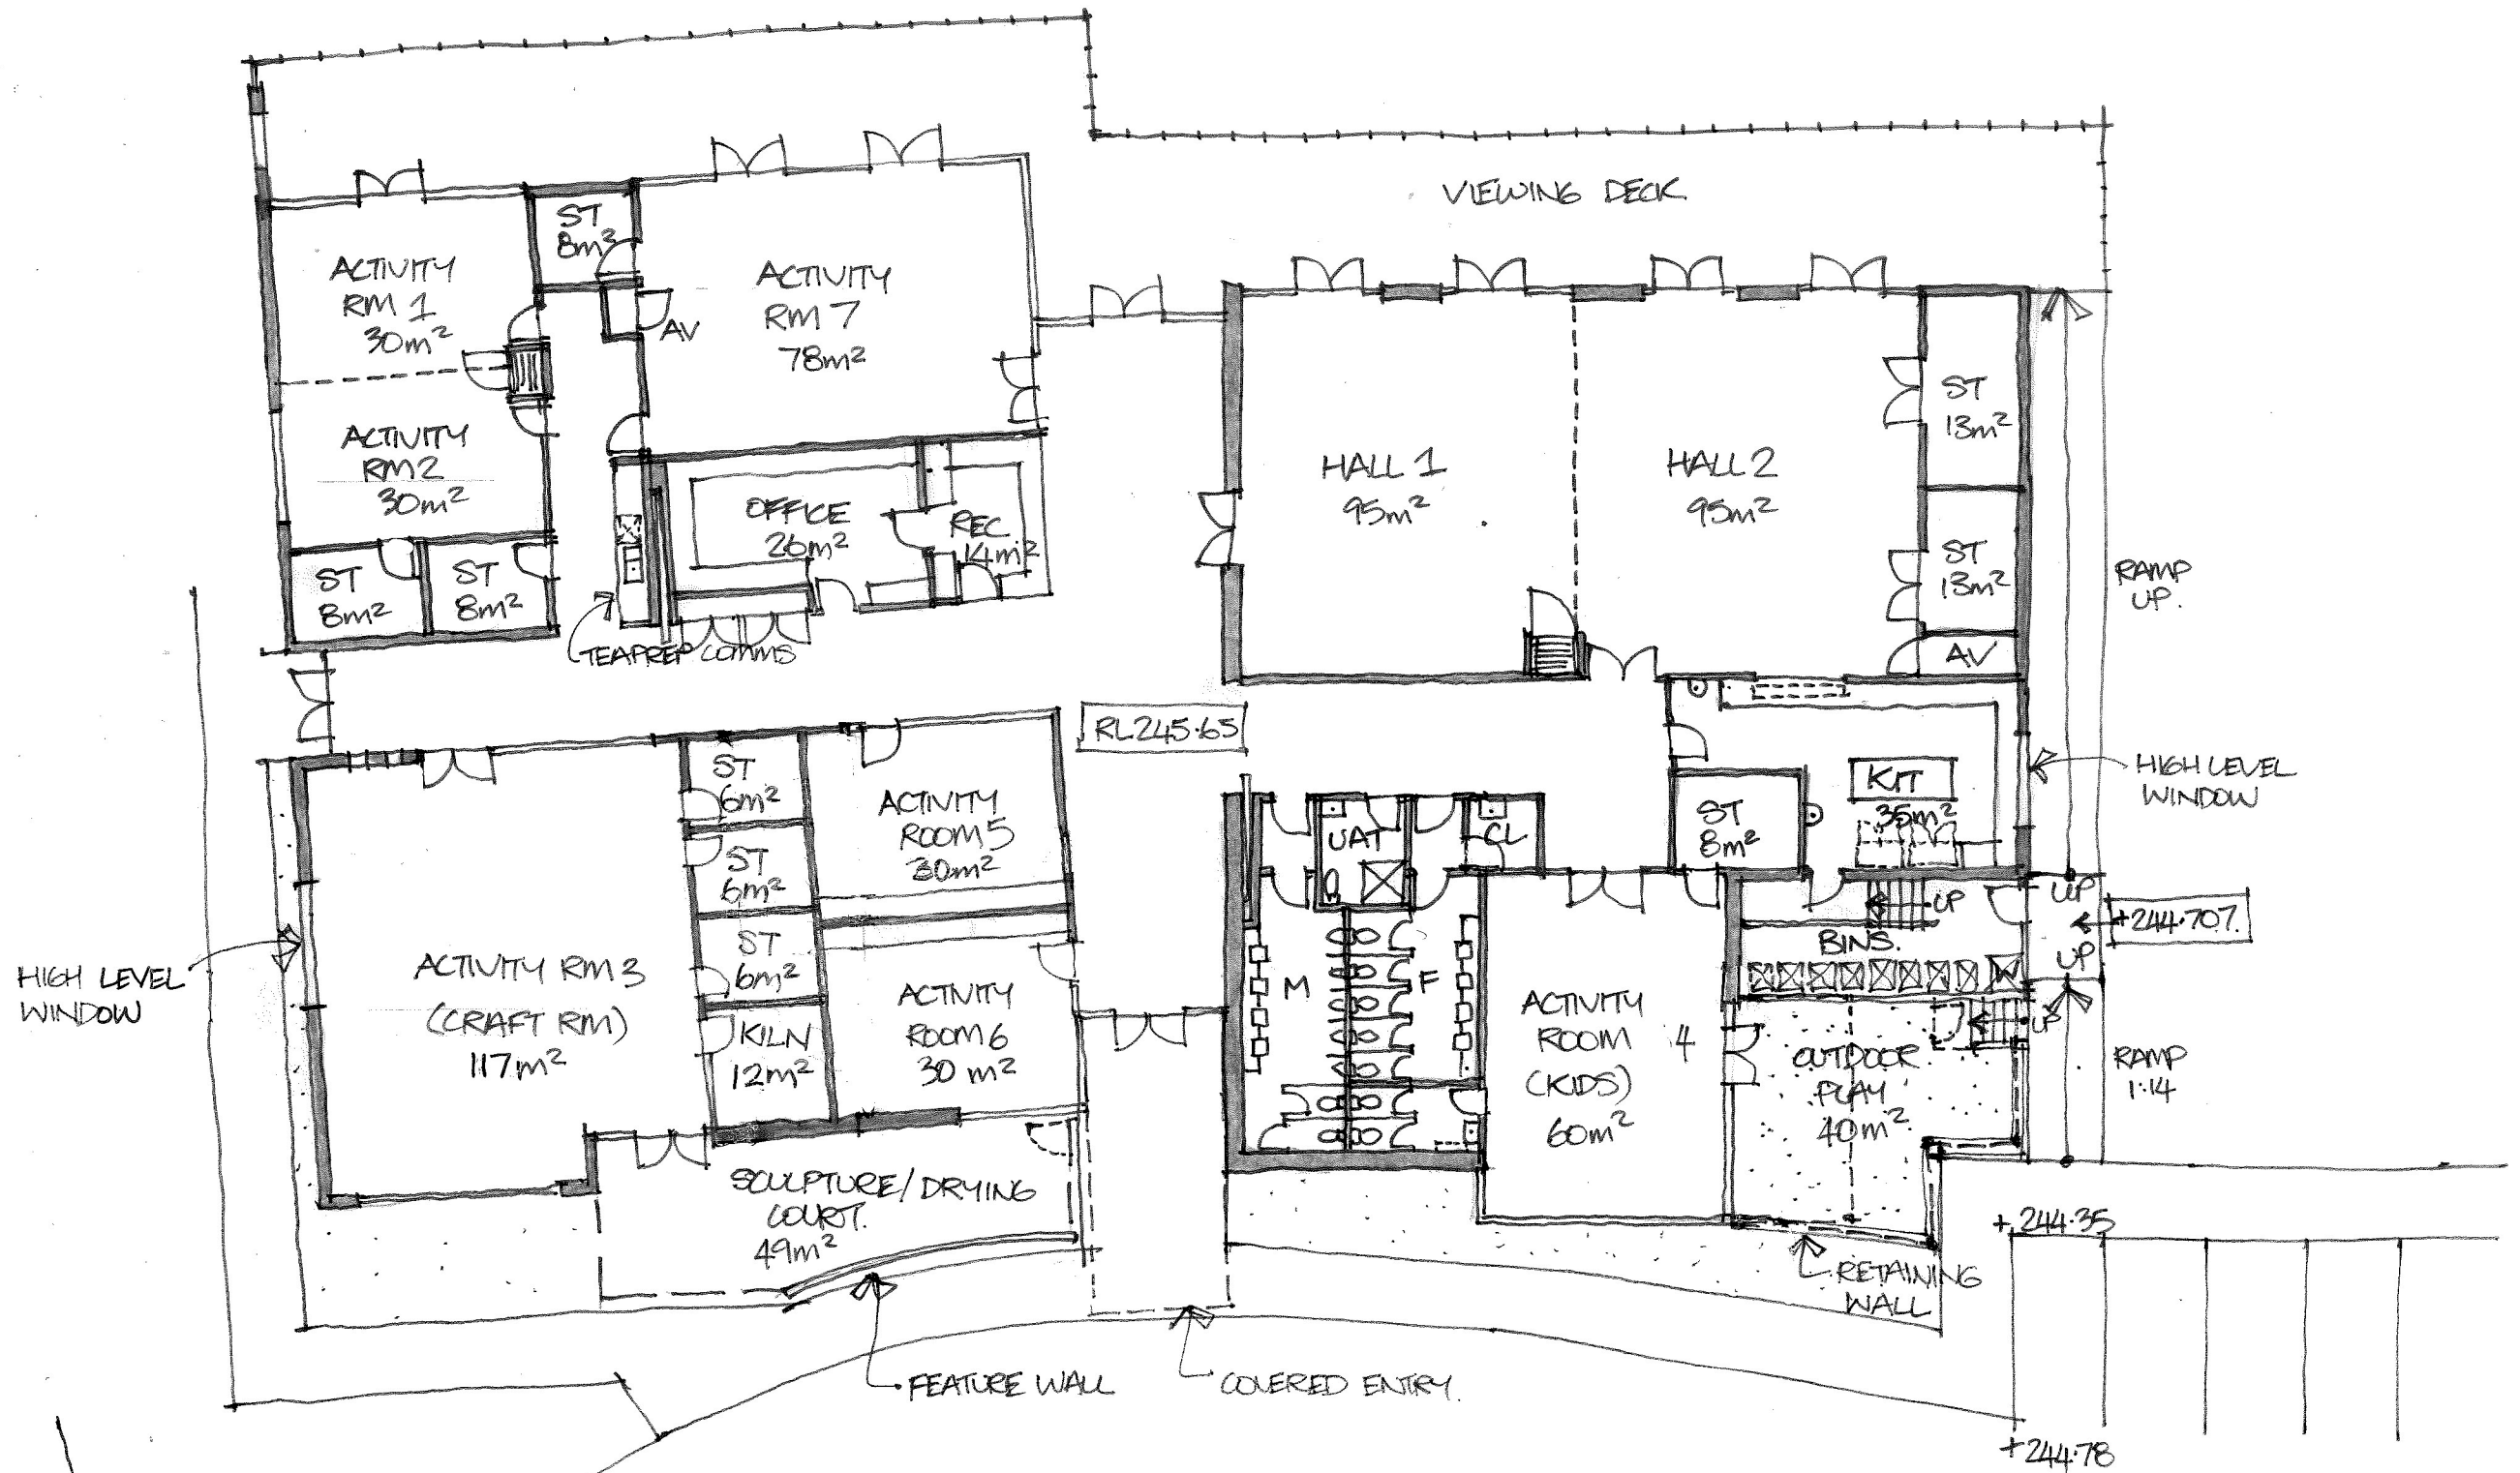 VIEWING DECK
ST
8m²
ACTIVITY
RM 1
30m²
ACTIVITY
RM 7
78m²
AV
ACTIVITY
RM2
30m²
ST
8m²
ST
8m²
OFFICE
26m²
REC
14m²
TEAPREP
COMMS
HALL 1
95m²
HALL 2
95m²
ST
13m²
ST
13m²
AV
RAMP
UP.
RL245.65
HIGH LEVEL
WINDOW
KIT
35m²
ST
8m²
UAT
CL
ST
6m²
ST
6m²
ST
6m²
KILN
12m²
ACTIVITY
ROOM 5
30m²
ACTIVITY
ROOM 6
30 m²
ACTIVITY RM 3
(CRAFT RM)
117m²
HIGH LEVEL
WINDOW
M
F
ACTIVITY
ROOM 4
(KIDS)
60m²
UP
BINS.
UP
+244.707.
UP
UP
OUTDOOR
PLAY
40m²
RAMP
1:14
SCULPTURE/DRYING
COURT.
49m²
+244.35
RETAINING
WALL
FEATURE WALL
COVERED ENTRY.
+244.78